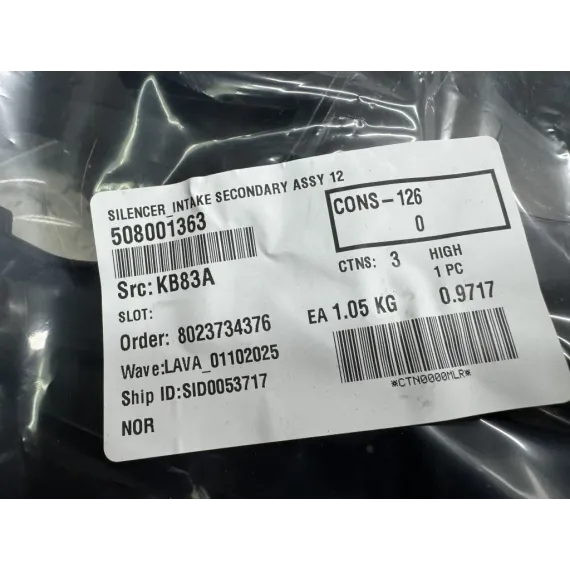 SILENCER_INTAKE SECONDARY ASSY 12
508001363
CONS-126
0
Src: KB83A
CTNS: 3 HIGH
1 PC
SLOT:
EA 1.05 KG 0.9717
Order: 8023734376
Wave:LAVA_01102025
Ship ID:SID0053717
*CTN0000MLR*
NOR